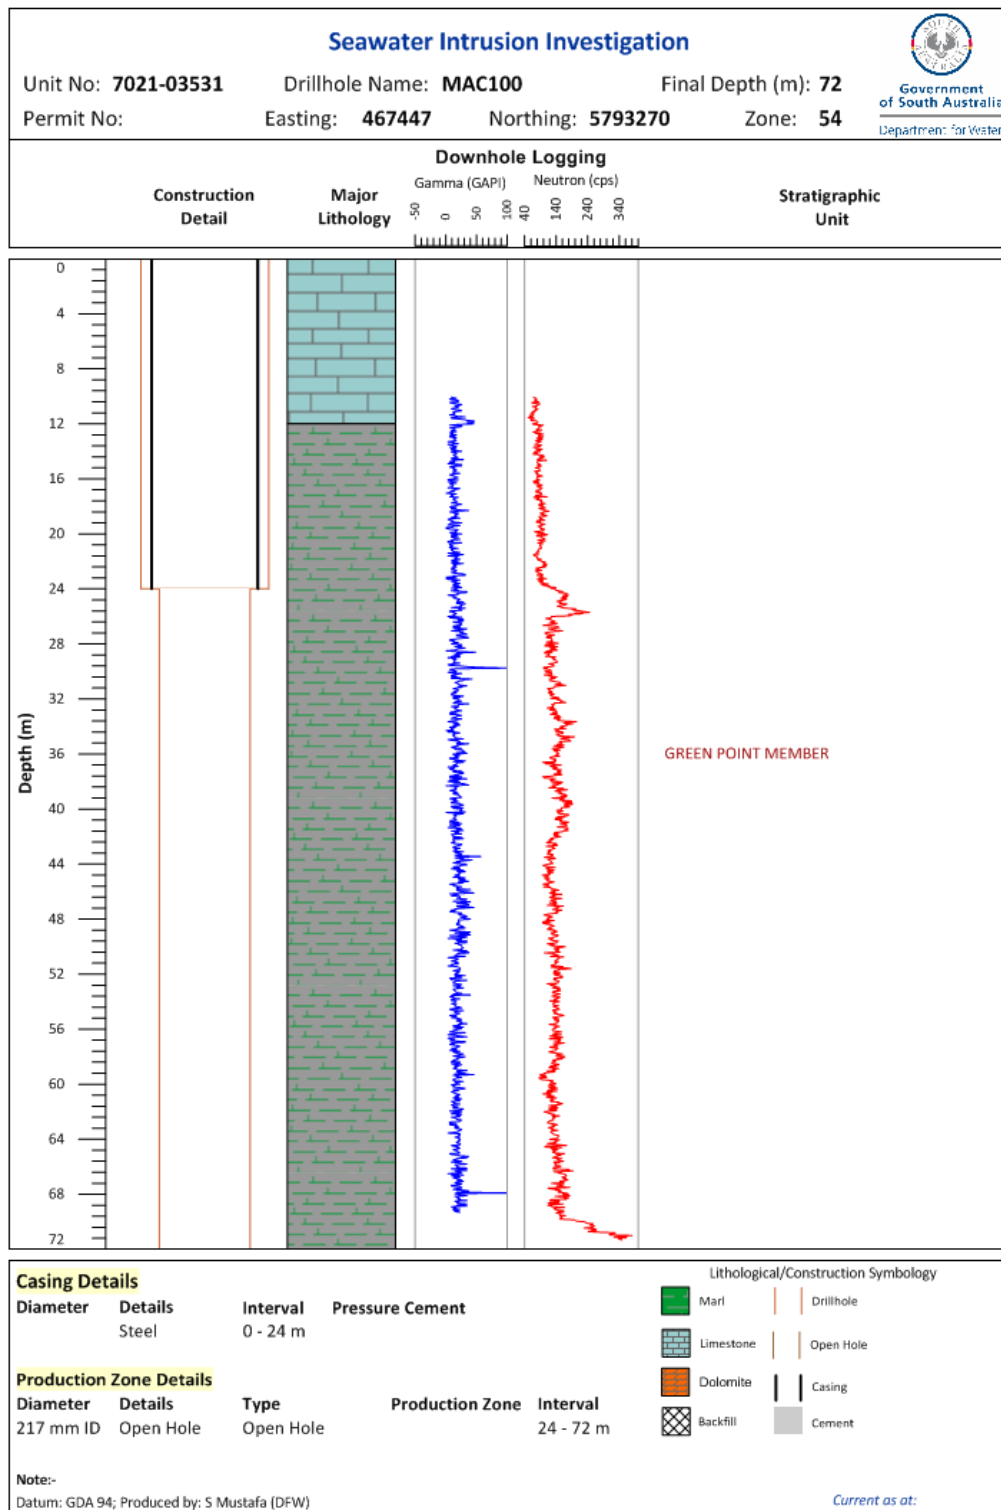 Seawater Intrusion Investigation
Unit No: 7021-03531 Drillhole Name: MAC100 Final Depth (m): 72
Permit No: Easting: 467447 Northing: 5793270 Zone: 54
SOUTH AUSTRALIA
Government
of South Australia
Department for Water
Downhole Logging
Construction Detail
Major Lithology
Gamma (GAPI) Neutron (cps)
-50 0 50 100 40 140 240 340
Stratigraphic Unit
Depth (m)
0
4
8
12
16
20
24
28
32
36
40
44
48
52
56
60
64
68
72
GREEN POINT MEMBER
Casing Details
Diameter Details Interval Pressure Cement
Steel 0 - 24 m
Production Zone Details
Diameter Details Type Production Zone Interval
217 mm ID Open Hole Open Hole 24 - 72 m
Note:-
Datum: GDA 94; Produced by: S Mustafa (DFW)
Lithological/Construction Symbology
Marl Drillhole
Limestone Open Hole
Dolomite Casing
Backfill Cement
Current as at: